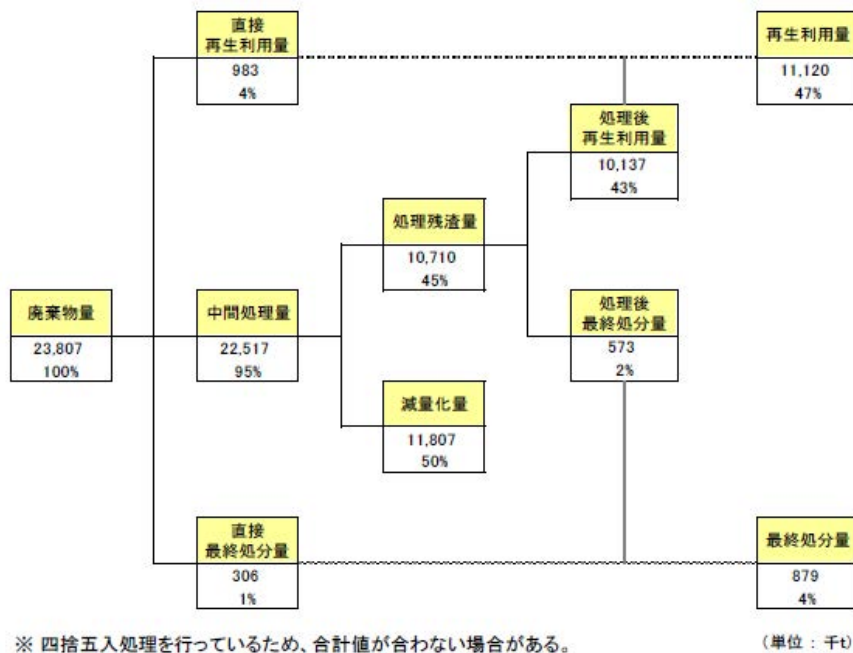 直接
再生利用量
983
4%
再生利用量
11,120
47%
処理後
再生利用量
10,137
43%
処理残渣量
10,710
45%
廃棄物量
23,807
100%
中間処理量
22,517
95%
処理後
最終処分量
573
2%
減量化量
11,807
50%
直接
最終処分量
306
1%
最終処分量
879
4%
※ 四捨五入処理を行っているため、合計値が合わない場合がある。
（単位 : 千t）